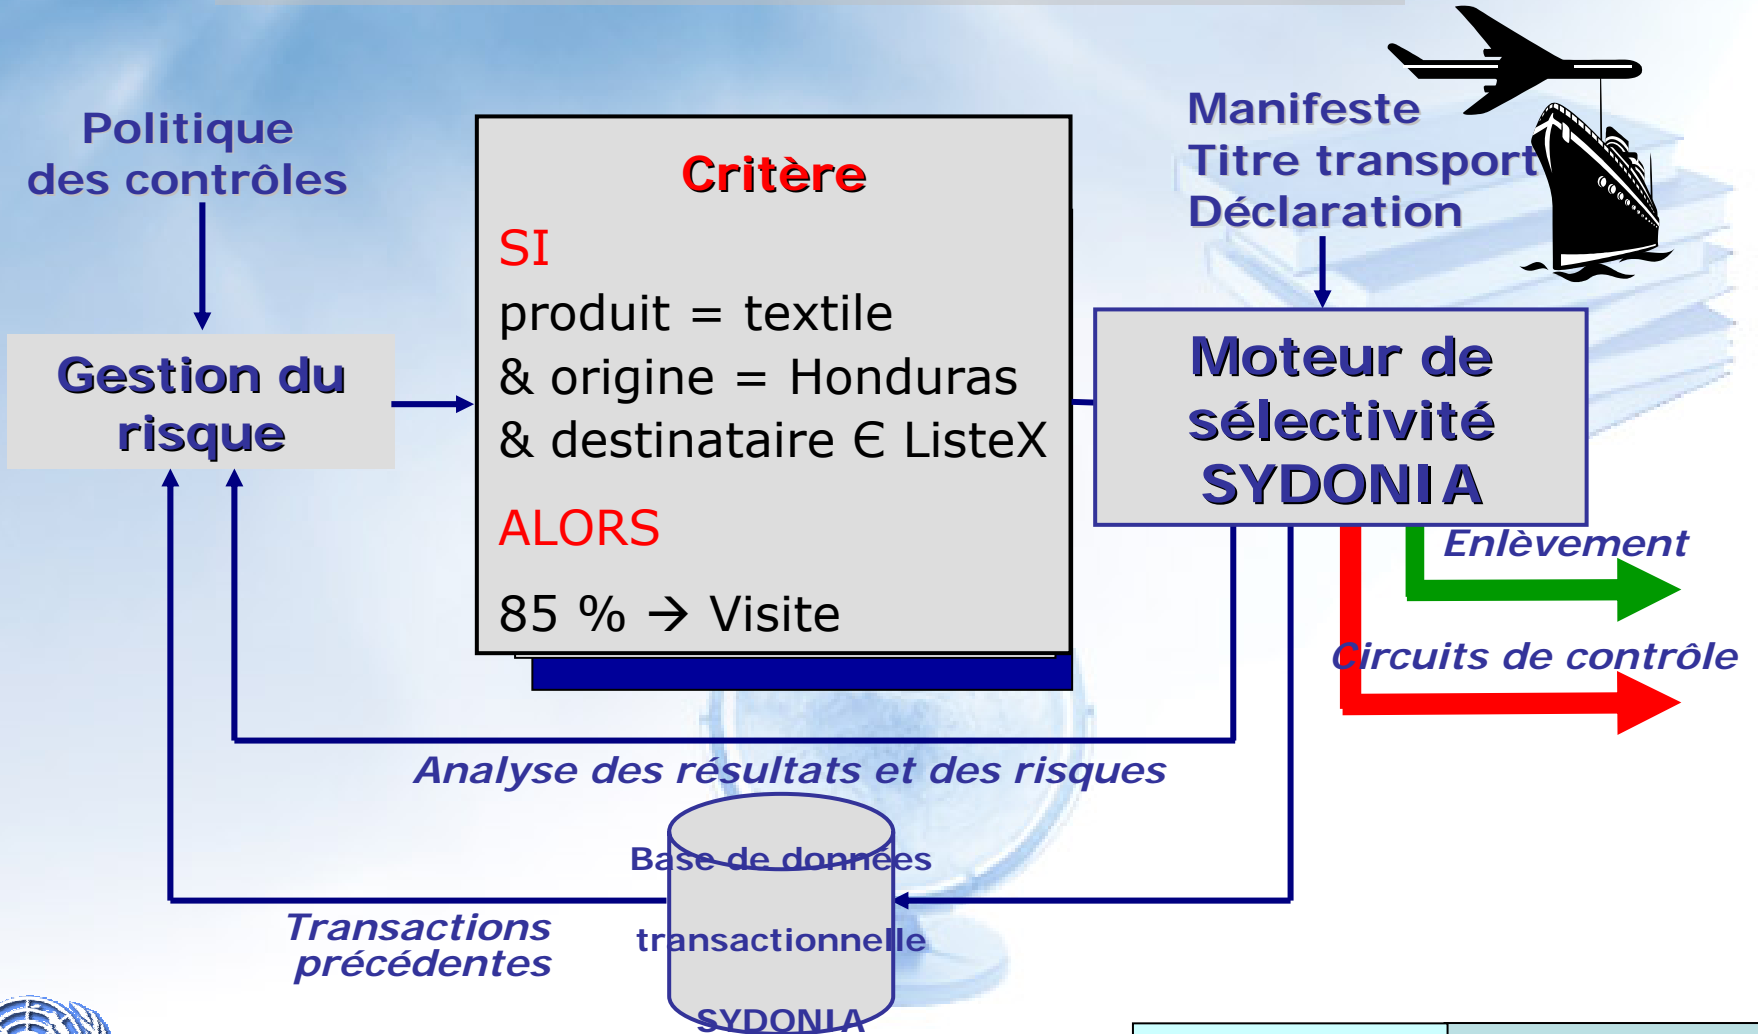 Politique
des contrôles
Gestion du
risque
Critère
SI
produit = textile
& origine = Honduras
& destinataire Є ListeX
ALORS
85 % → Visite
Manifeste
Titre transport
Déclaration
Moteur de
sélectivité
SYDONIA
Enlèvement
Circuits de contrôle
Analyse des résultats et des risques
Base de données
transactionnelle
SYDONIA
Transactions
précédentes